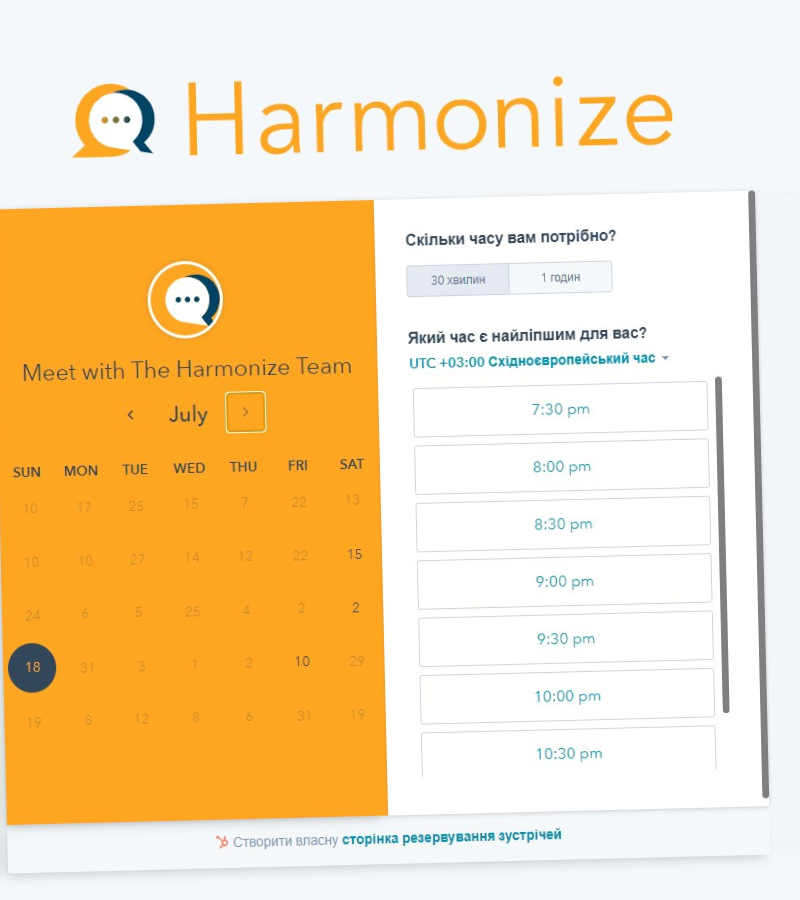 Harmonize
Meet with The Harmonize Team
July
SUN MON TUE WED THU FRI SAT
10 17 25 15 7 22 13
10 10 27 14 12 22 15
24 6 5 25 4 2 2
18 31 3 1 2 10 29
19 8 12 8 6 31 19
Скільки часу вам потрібно?
30 хвилин 1 годин
Який час є найліпшим для вас?
UTC +03:00 Східноєвропейський час
7:30 pm
8:00 pm
8:30 pm
9:00 pm
9:30 pm
10:00 pm
10:30 pm
Створити власну сторінка резервування зустрічей